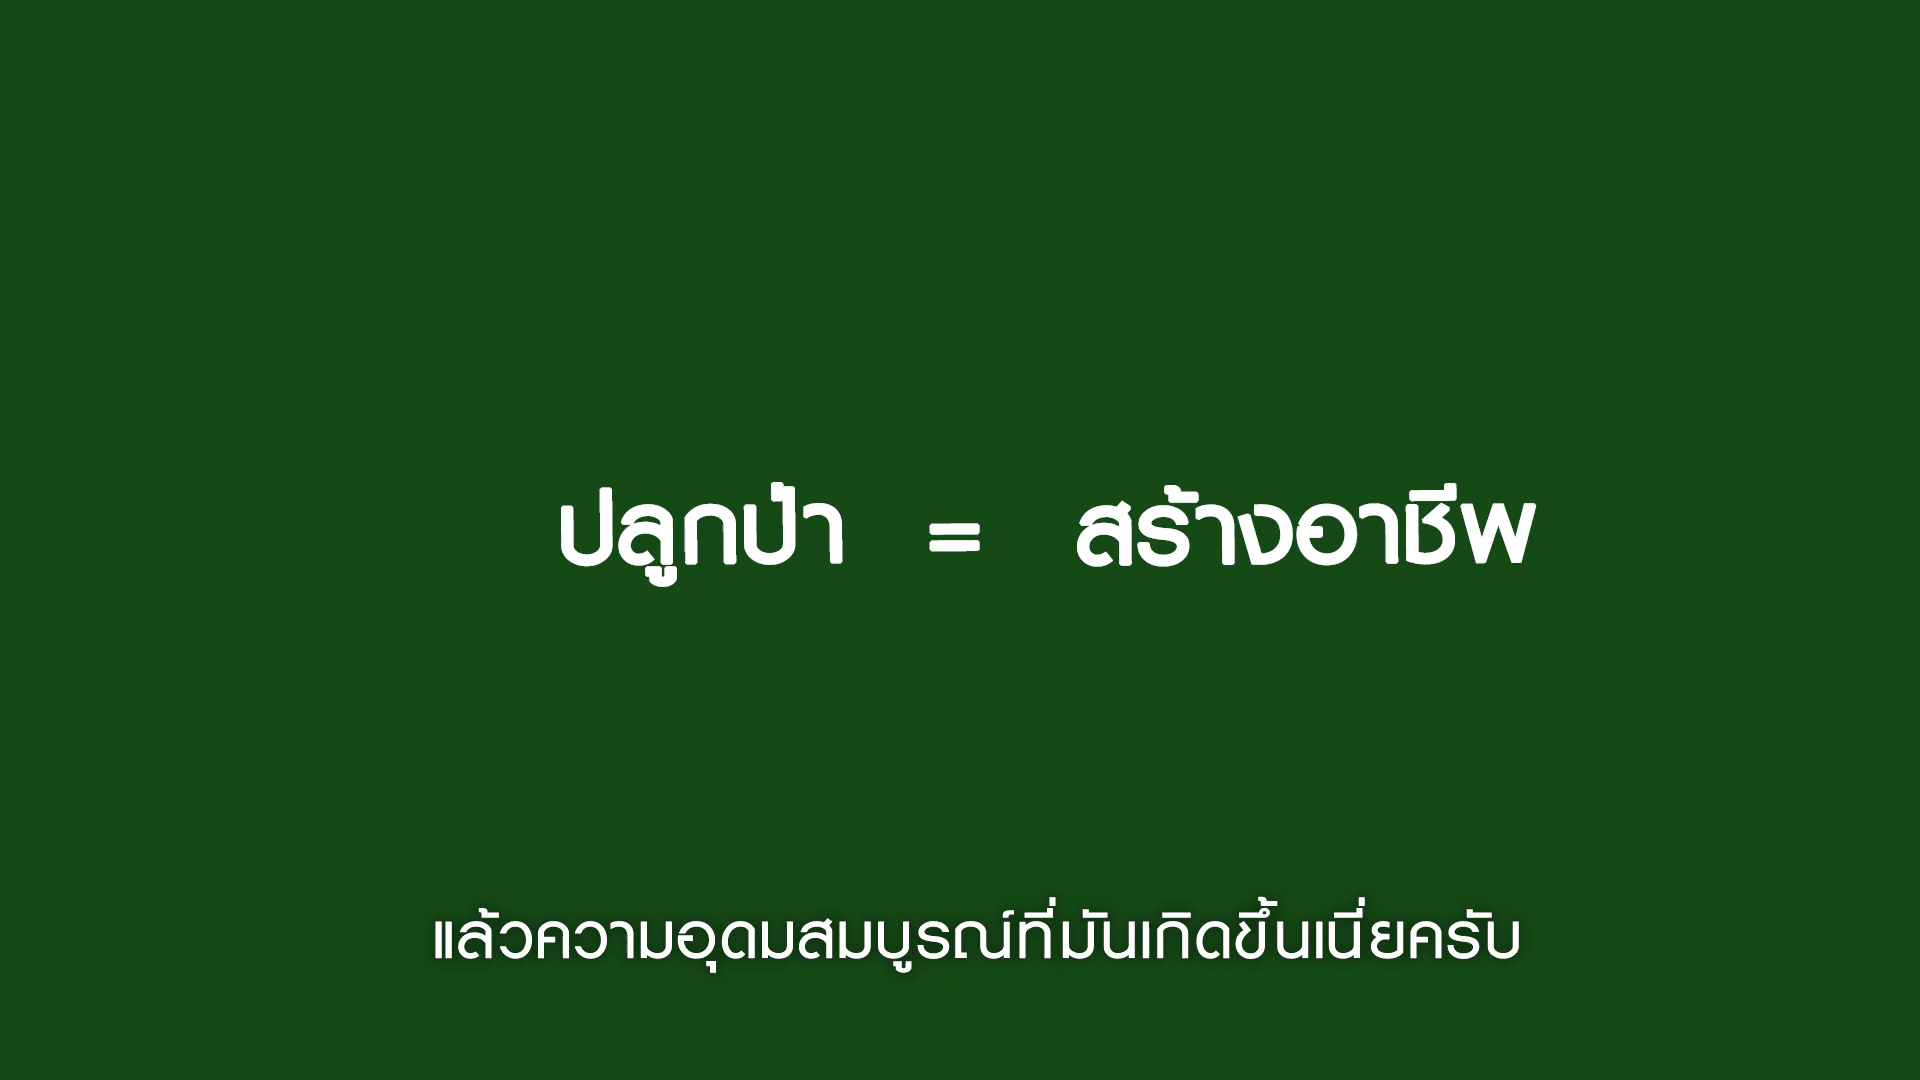 ปลูกป่า = สร้างอาชีพ
แล้วความอุดมสมบูรณ์ที่มันเกิดขึ้นเนี่ยครับ